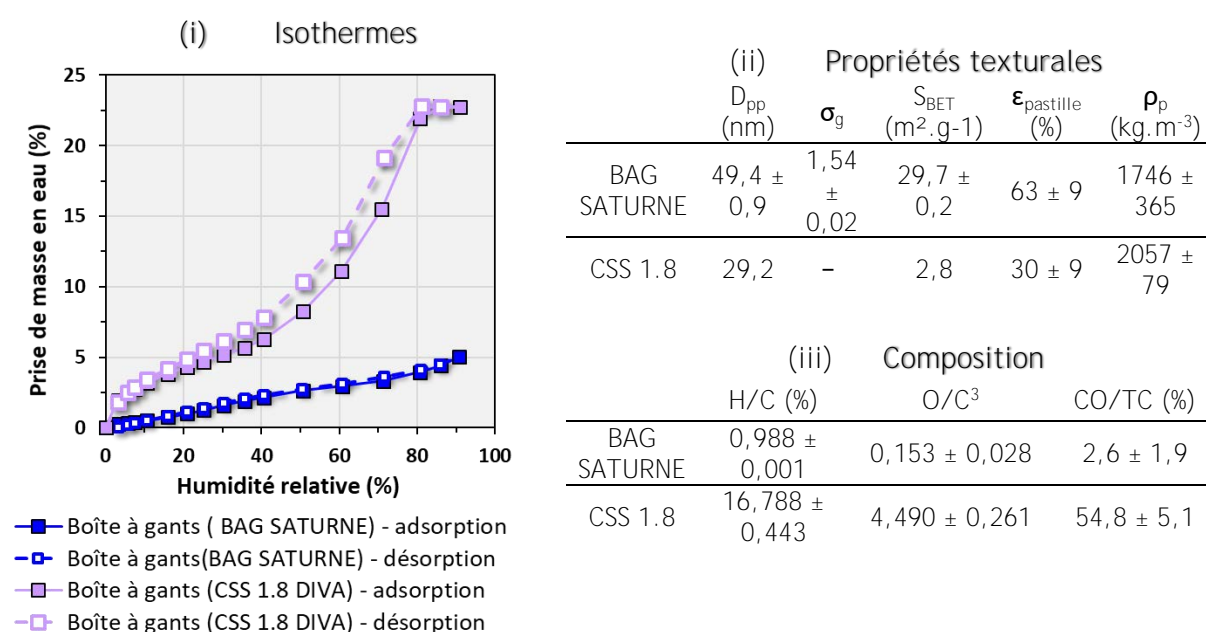 (i) Isothermes
Prise de masse en eau (%)
25
20
15
10
5
0
0 20 40 60 80 100
Humidité relative (%)
Boîte à gants ( BAG SATURNE) - adsorption
Boîte à gants(BAG SATURNE) - désorption
Boîte à gants (CSS 1.8 DIVA) - adsorption
Boîte à gants (CSS 1.8 DIVA) - désorption
(ii) Propriétés texturales
Dpp (nm) σg SBET (m².g-1) εpastille (%) ρp (kg.m-3)
BAG SATURNE 49,4 ± 0,9 1,54 ± 0,02 29,7 ± 0,2 63 ± 9 1746 ± 365
CSS 1.8 29,2 – 2,8 30 ± 9 2057 ± 79
(iii) Composition
H/C (%) O/C³ CO/TC (%)
BAG SATURNE 0,988 ± 0,001 0,153 ± 0,028 2,6 ± 1,9
CSS 1.8 16,788 ± 0,443 4,490 ± 0,261 54,8 ± 5,1